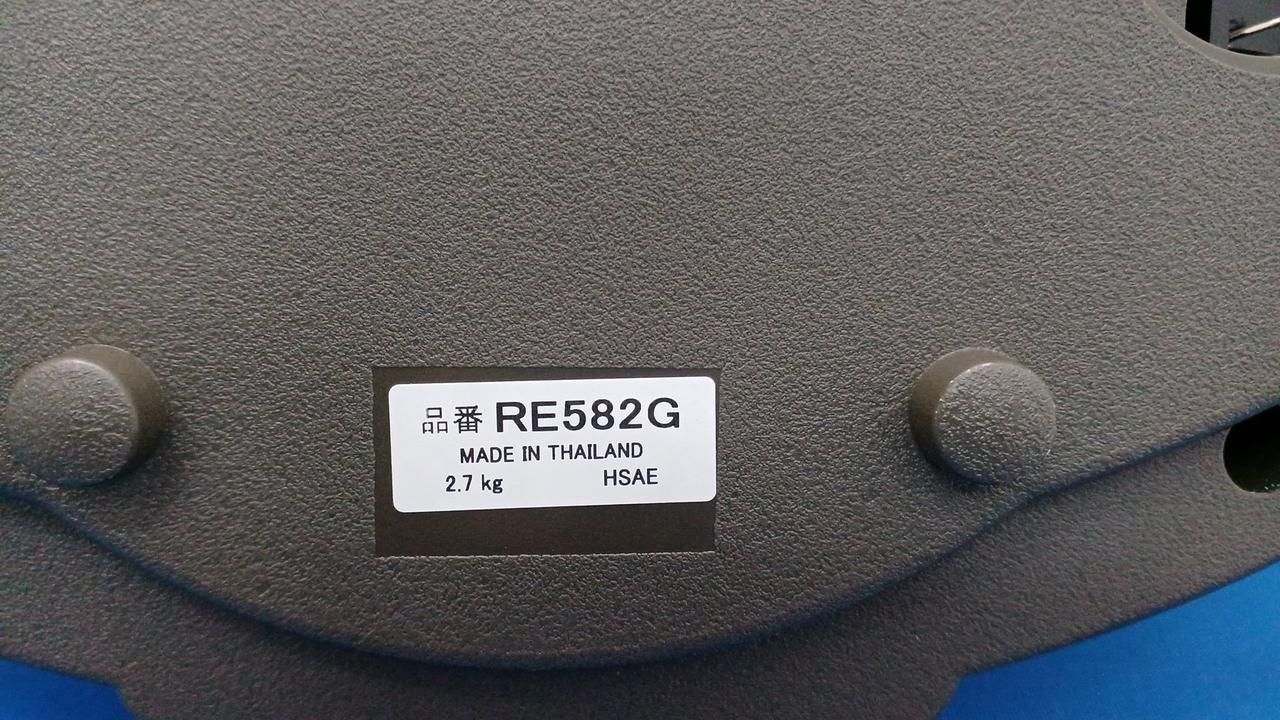 品番 RE582G
MADE IN THAILAND
2.7 kg HSAE